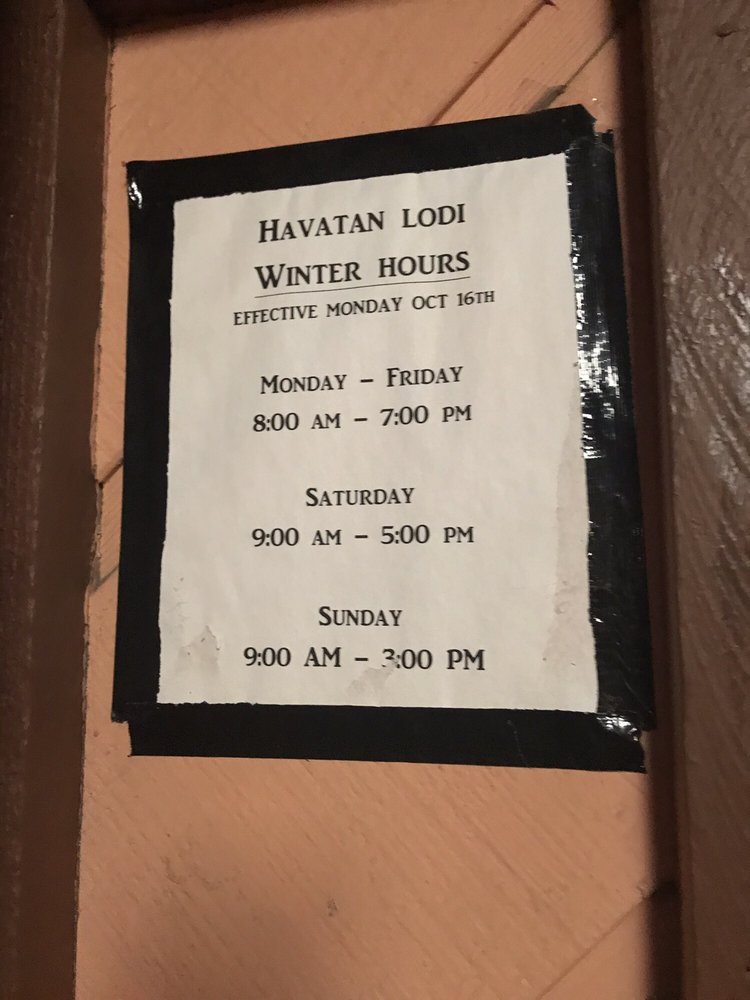 HAVATAN LODI
WINTER HOURS
EFFECTIVE MONDAY OCT 16TH
MONDAY – FRIDAY
8:00 AM – 7:00 PM
SATURDAY
9:00 AM – 5:00 PM
SUNDAY
9:00 AM – 3:00 PM